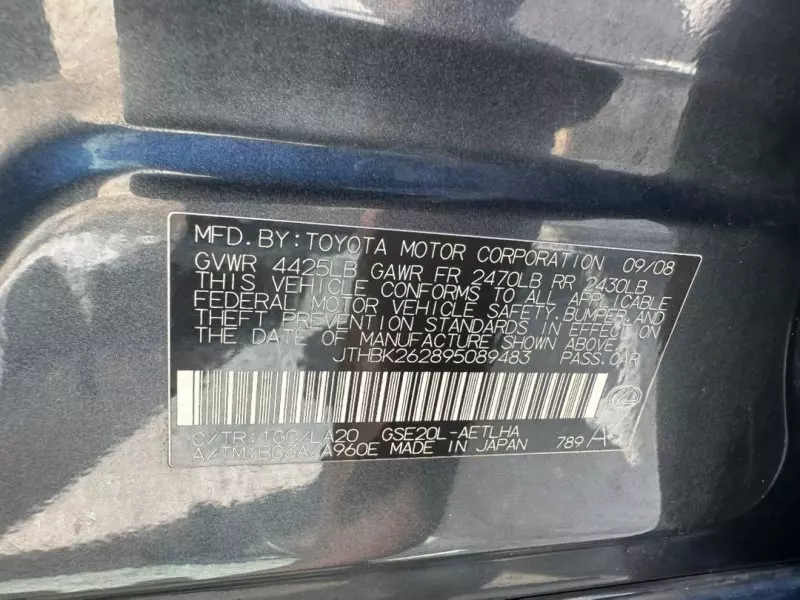 MFD. BY: TOYOTA MOTOR CORPORATION 09/08
GVWR 4425LB GAWR FR 2470LB RR 2430LB
THIS VEHICLE CONFORMS TO ALL APPLICABLE
FEDERAL MOTOR VEHICLE SAFETY, BUMPER, AND
THEFT PREVENTION STANDARDS IN EFFECT ON
THE DATE OF MANUFACTURE SHOWN ABOVE.
JTHBK262895089483 PASS. CAR
C/TR: 1G0/LA20 GSE20L-AETLHA
A/TM: B03A/A960E MADE IN JAPAN 789 A